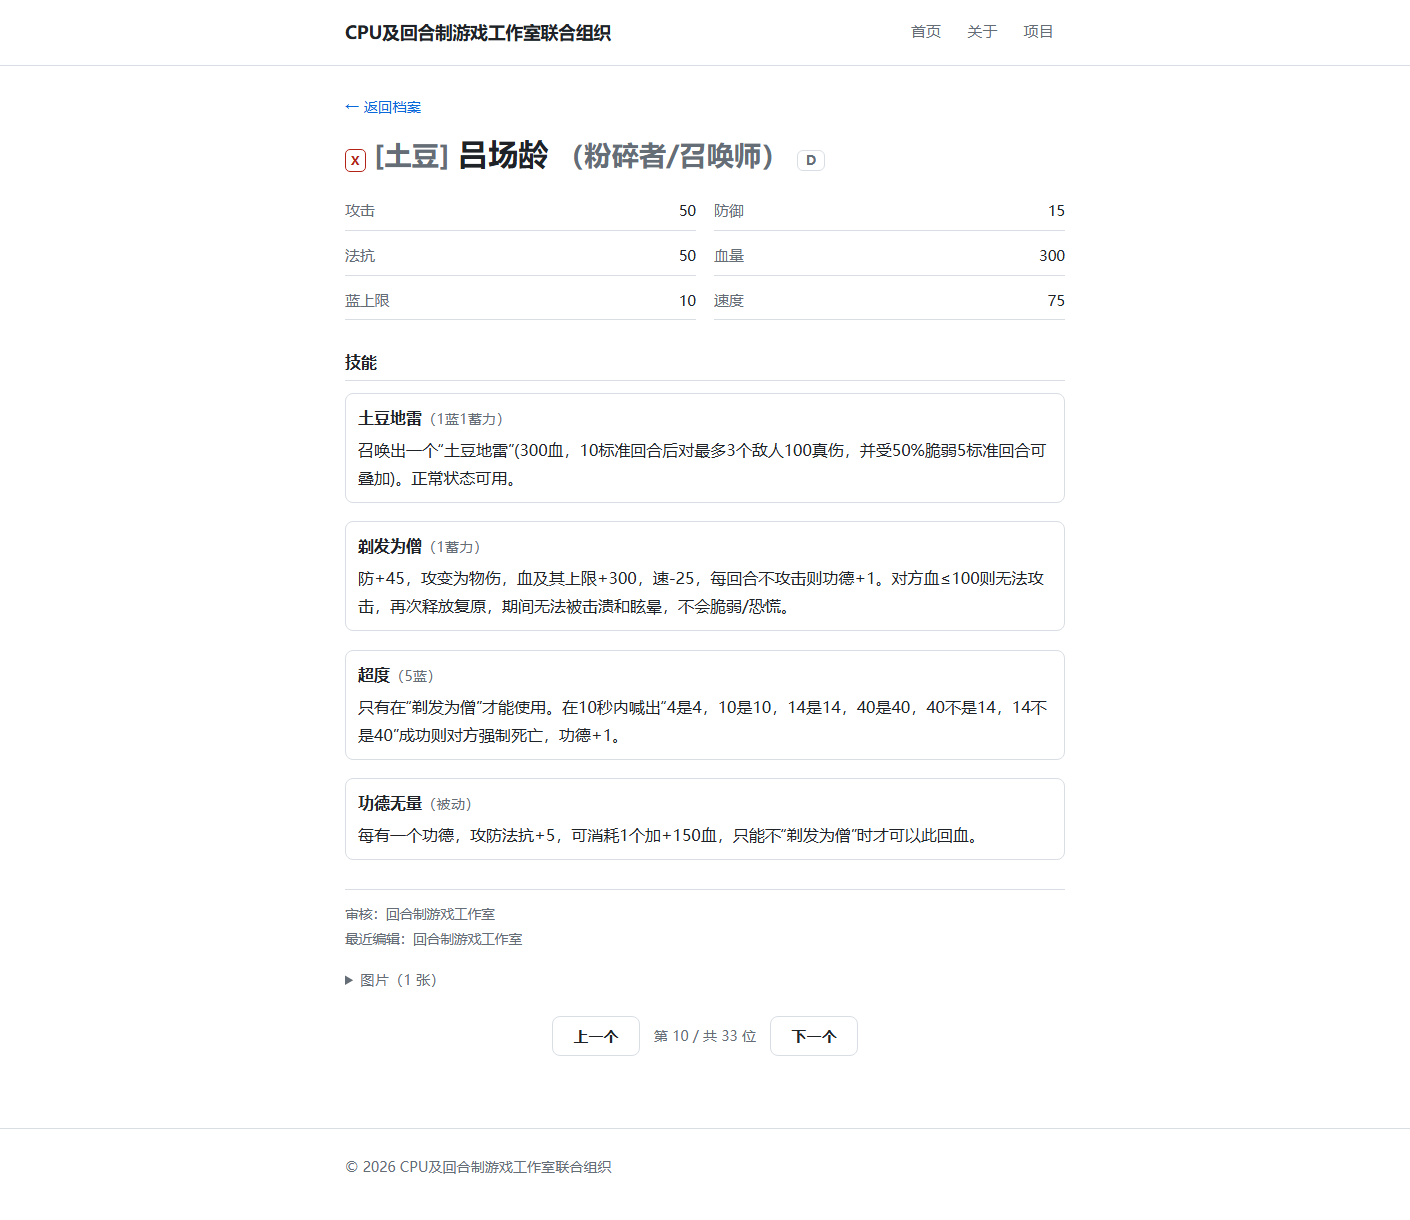 CPU及回合制游戏工作室联合组织
首页 关于 项目
← 返回档案
X [土豆] 吕场龄 （粉碎者/召唤师） D
攻击 50 防御 15
法抗 50 血量 300
蓝上限 10 速度 75
技能
土豆地雷（1蓝1蓄力）
召唤出一个“土豆地雷”(300血，10标准回合后对最多3个敌人100真伤，并受50%脆弱5标准回合可
叠加)。正常状态可用。
剃发为僧（1蓄力）
防+45，攻变为物伤，血及其上限+300，速-25，每回合不攻击则功德+1。对方血≤100则无法攻
击，再次释放复原，期间无法被击溃和眩晕，不会脆弱/恐慌。
超度（5蓝）
只有在“剃发为僧”才能使用。在10秒内喊出“4是4，10是10，14是14，40是40，40不是14，14不
是40”成功则对方强制死亡，功德+1。
功德无量（被动）
每有一个功德，攻防法抗+5，可消耗1个加+150血，只能不“剃发为僧”时才可以此回血。
审核：回合制游戏工作室
最近编辑：回合制游戏工作室
▶ 图片（1 张）
上一个 第 10 / 共 33 位 下一个
© 2026 CPU及回合制游戏工作室联合组织